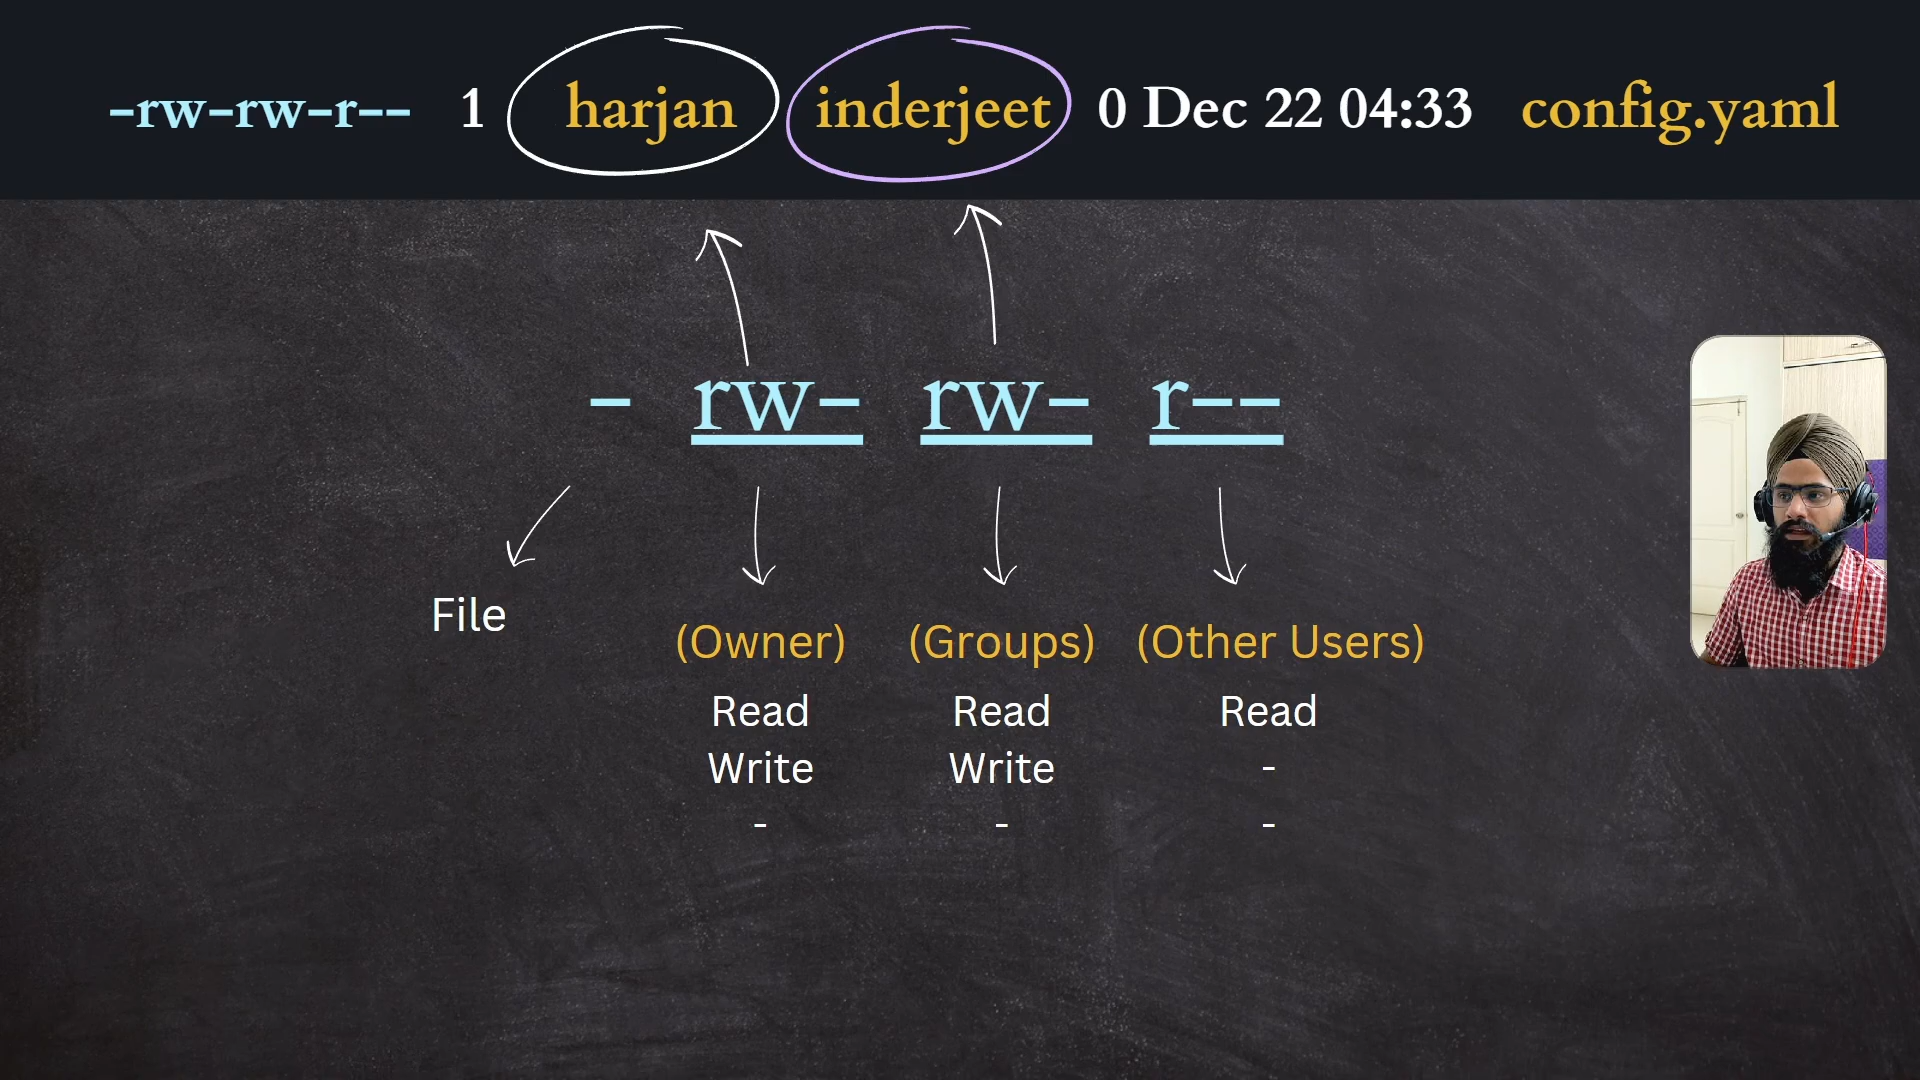 -rw-rw-r-- 1 harjan inderjeet 0 Dec 22 04:33 config.yaml
- rw- rw- r--
File
(Owner) (Groups) (Other Users)
Read Read Read
Write Write -
- - -